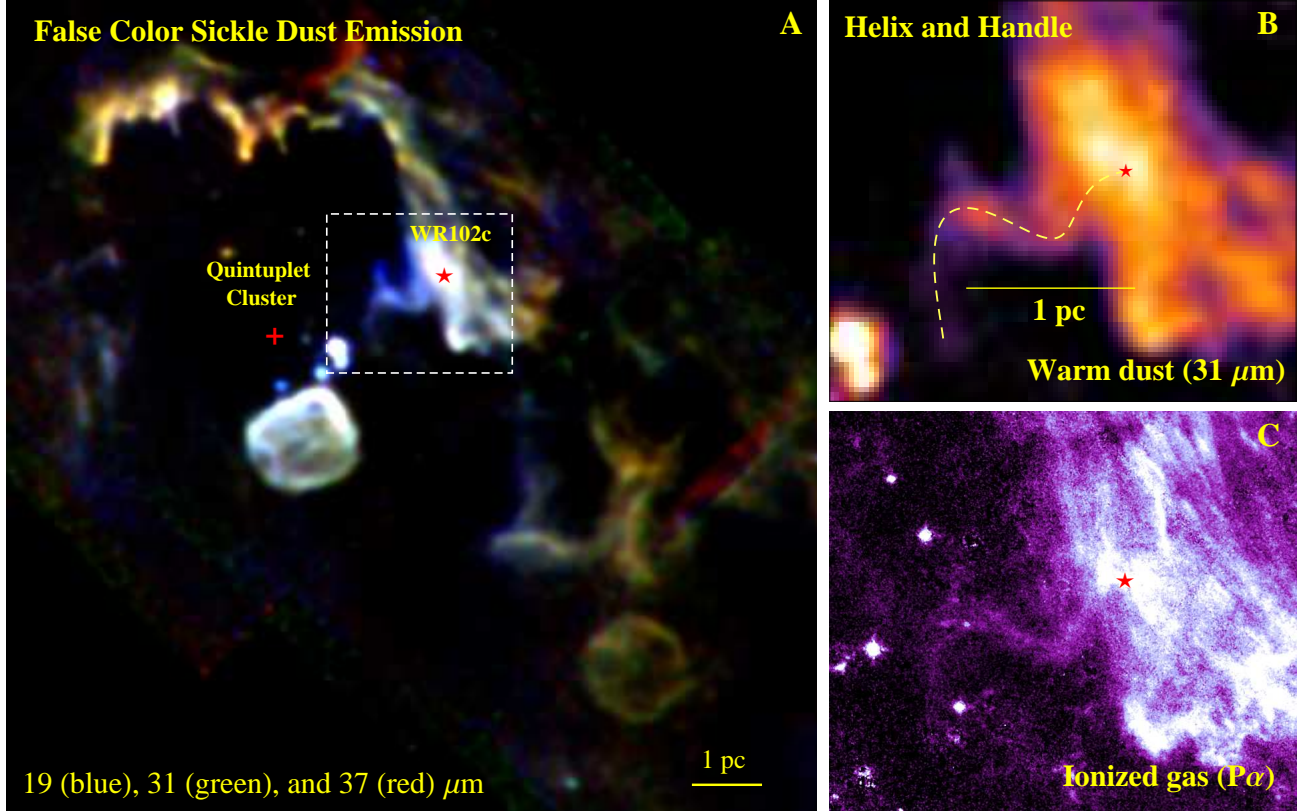 False Color Sickle Dust Emission
A
WR102c
Quintuplet
Cluster
19 (blue), 31 (green), and 37 (red) μm
1 pc
Helix and Handle
B
1 pc
Warm dust (31 μm)
C
Ionized gas (Pα)